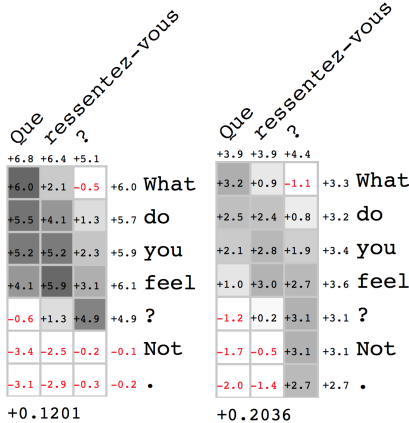 Que ressentez-vous ?
+6.8 +6.4 +5.1
+6.0 +2.1 -0.5 +6.0 What
+5.5 +4.1 +1.3 +5.7 do
+5.2 +5.2 +2.3 +5.9 you
+4.1 +5.9 +3.1 +6.1 feel
-0.6 +1.3 +4.9 +4.9 ?
-3.4 -2.5 -0.2 -0.1 Not
-3.1 -2.9 -0.3 -0.2 .
+0.1201
Que ressentez-vous ?
+3.9 +3.9 +4.4
+3.2 +0.9 -1.1 +3.3 What
+2.5 +2.4 +0.8 +3.2 do
+2.1 +2.8 +1.9 +3.4 you
+1.0 +3.0 +2.7 +3.6 feel
-1.2 +0.2 +3.1 +3.1 ?
-1.7 -0.5 +3.1 +3.1 Not
-2.0 -1.4 +2.7 +2.7 .
+0.2036